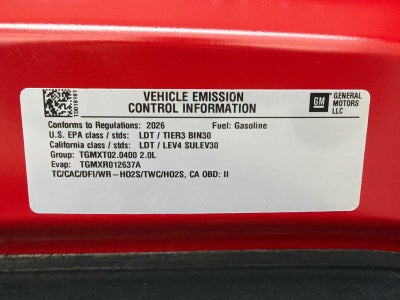 VEHICLE EMISSION
CONTROL INFORMATION
GM
GENERAL
MOTORS
LLC
Conforms to Regulations: 2026 Fuel: Gasoline
U.S. EPA class / stds: LDT / TIER3 BIN30
California class / stds: LDT / LEV4 SULEV30
Group: TGMXT02.0400 2.0L
Evap: TGMXR012637A
TC/CAC/DFI/WR-HO2S/TWC/HO2S, CA OBD: II